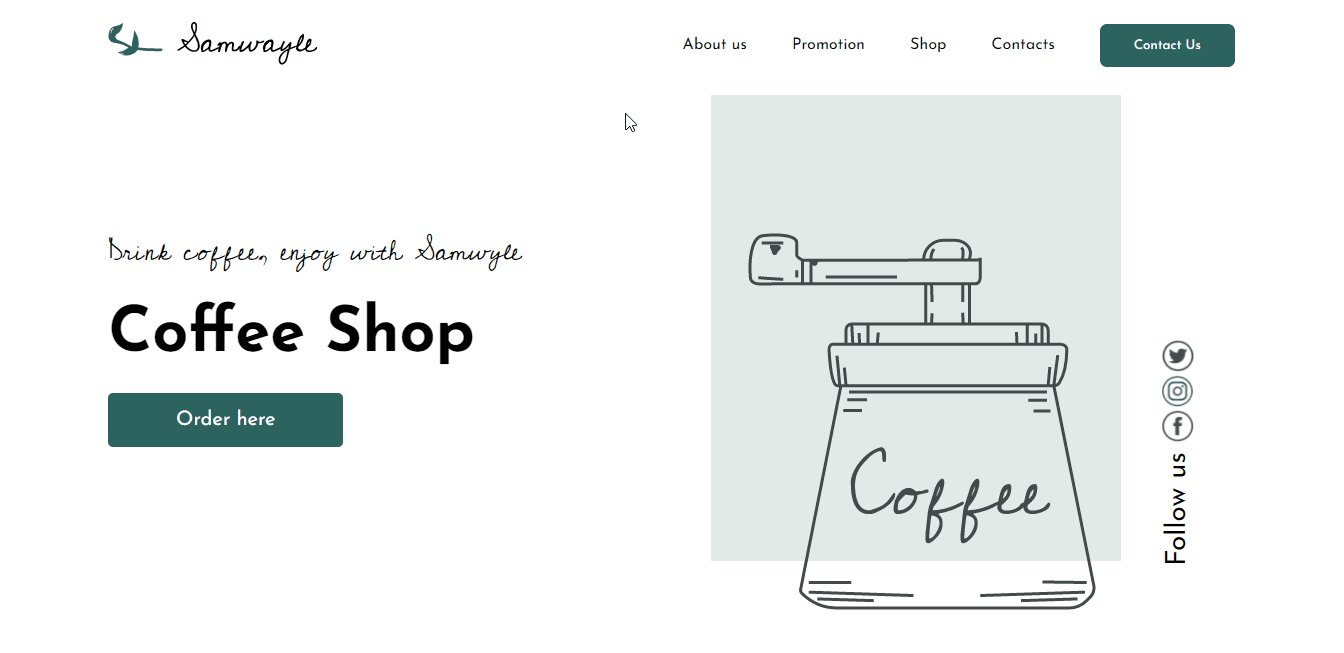 Samwayle
About us
Promotion
Shop
Contacts
Contact Us
Drink coffee, enjoy with Samwyle
Coffee Shop
Order here
Coffee
Follow us